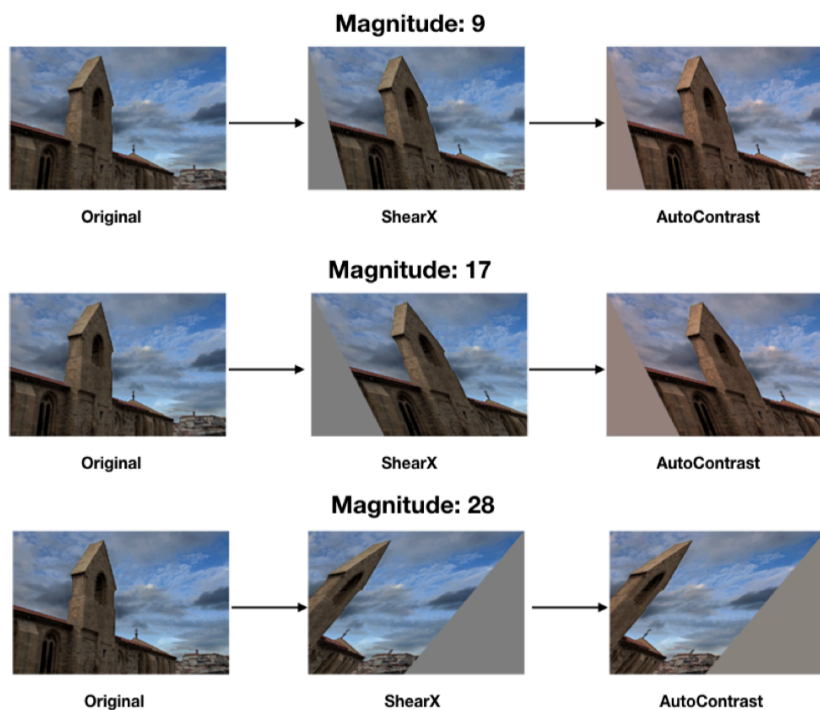 Magnitude: 9
Original
ShearX
AutoContrast
Magnitude: 17
Original
ShearX
AutoContrast
Magnitude: 28
Original
ShearX
AutoContrast